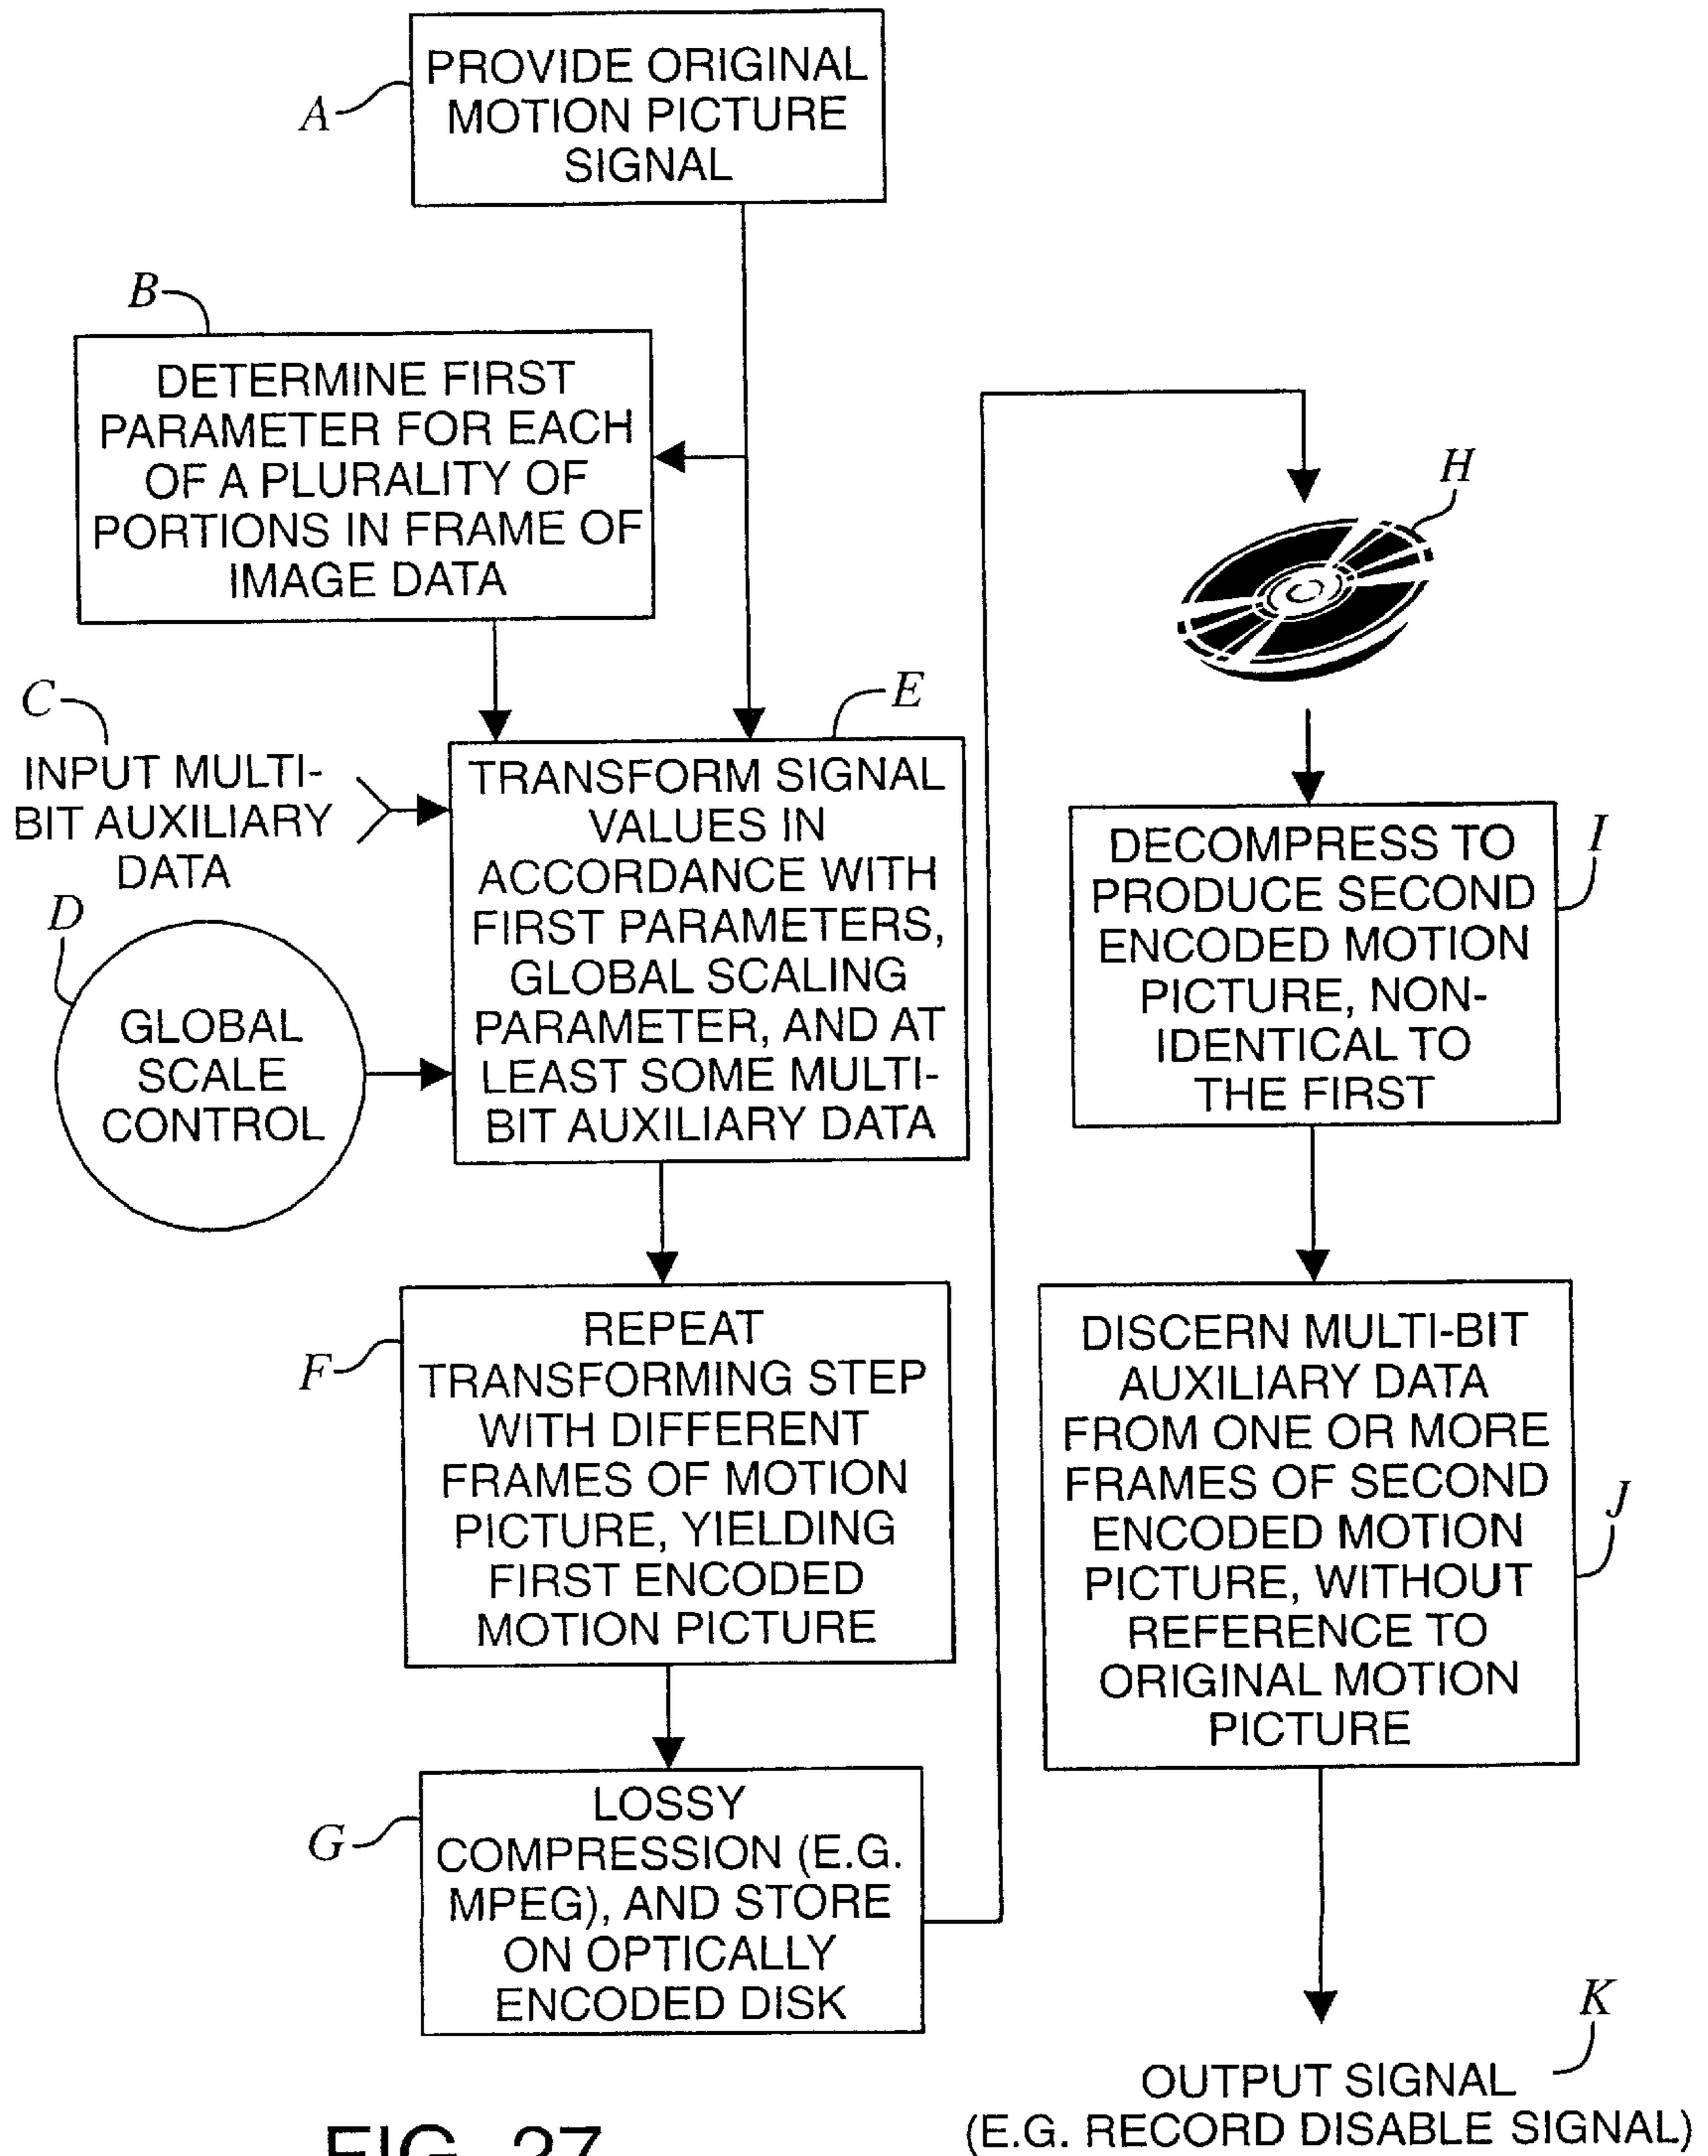 PROVIDE ORIGINAL
MOTION PICTURE
SIGNAL
A
B
DETERMINE FIRST
PARAMETER FOR EACH
OF A PLURALITY OF
PORTIONS IN FRAME OF
IMAGE DATA
C
INPUT MULTI-
BIT AUXILIARY
DATA
D
GLOBAL
SCALE
CONTROL
E
TRANSFORM SIGNAL
VALUES IN
ACCORDANCE WITH
FIRST PARAMETERS,
GLOBAL SCALING
PARAMETER, AND AT
LEAST SOME MULTI-
BIT AUXILIARY DATA
F
REPEAT
TRANSFORMING STEP
WITH DIFFERENT
FRAMES OF MOTION
PICTURE, YIELDING
FIRST ENCODED
MOTION PICTURE
G
LOSSY
COMPRESSION (E.G.
MPEG), AND STORE
ON OPTICALLY
ENCODED DISK
H
I
DECOMPRESS TO
PRODUCE SECOND
ENCODED MOTION
PICTURE, NON-
IDENTICAL TO
THE FIRST
J
DISCERN MULTI-BIT
AUXILIARY DATA
FROM ONE OR MORE
FRAMES OF SECOND
ENCODED MOTION
PICTURE, WITHOUT
REFERENCE TO
ORIGINAL MOTION
PICTURE
K
OUTPUT SIGNAL
(E.G. RECORD DISABLE SIGNAL)
FIG. 27